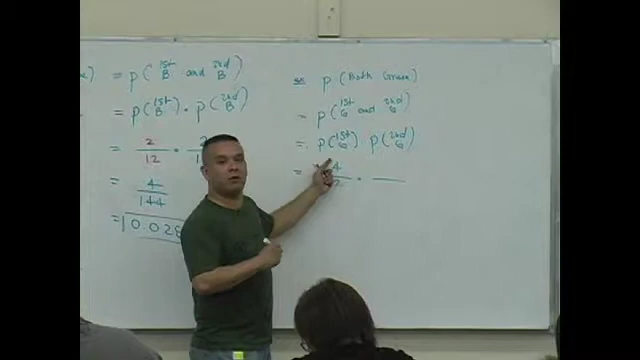 = P(1st B and 2nd B)
= P(1st B) · P(2nd B)
= 2/12 ·
= 4/144
= 0.028
P(Both Green)
= P(1st G and 2nd G)
= P(1st G) P(2nd G)
= 4 · __